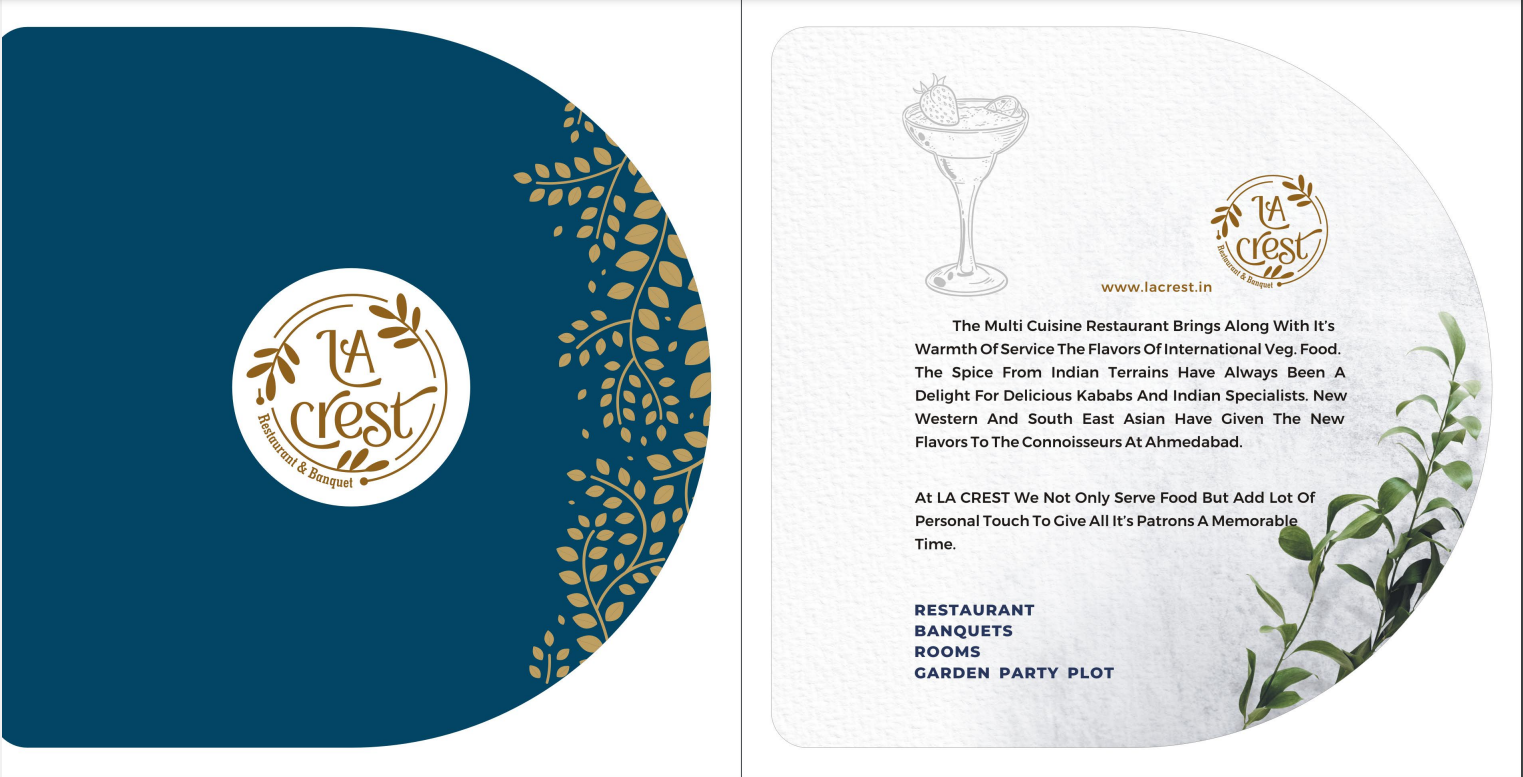 LA
crest
Restaurant & Banquet
LA
crest
Restaurant & Banquet
www.lacrest.in
The Multi Cuisine Restaurant Brings Along With It's
Warmth Of Service The Flavors Of International Veg. Food.
The Spice From Indian Terrains Have Always Been A
Delight For Delicious Kababs And Indian Specialists. New
Western And South East Asian Have Given The New
Flavors To The Connoisseurs At Ahmedabad.
At LA CREST We Not Only Serve Food But Add Lot Of
Personal Touch To Give All It's Patrons A Memorable
Time.
RESTAURANT
BANQUETS
ROOMS
GARDEN PARTY PLOT